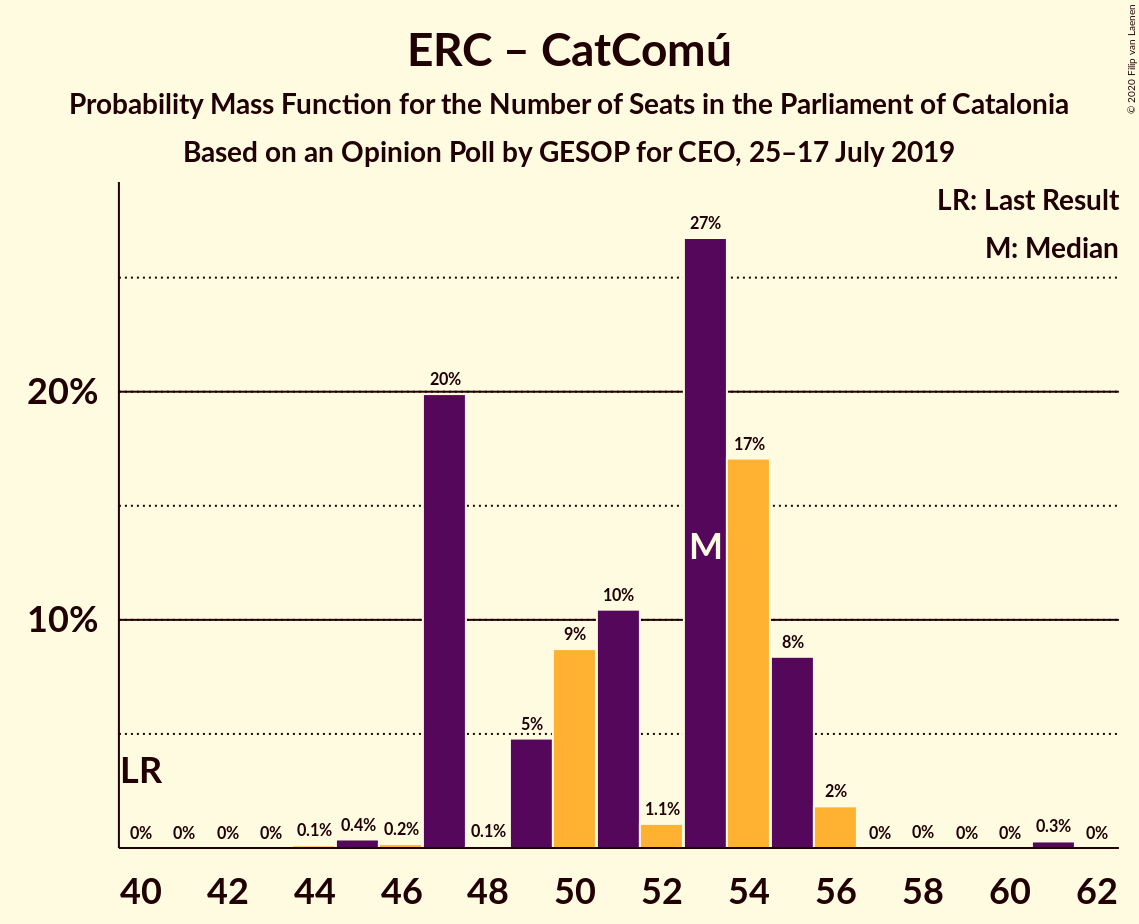 ERC – CatComú
Probability Mass Function for the Number of Seats in the Parliament of Catalonia
Based on an Opinion Poll by GESOP for CEO, 25–17 July 2019
© 2020 Filip van Laenen
LR: Last Result
M: Median
27%
20%
20%
17%
M
10%
10%
9%
8%
5%
LR
2%
1.1%
0% 0% 0% 0% 0.1% 0.4% 0.2% 0.1% 0% 0% 0% 0% 0.3% 0%
40 42 44 46 48 50 52 54 56 58 60 62